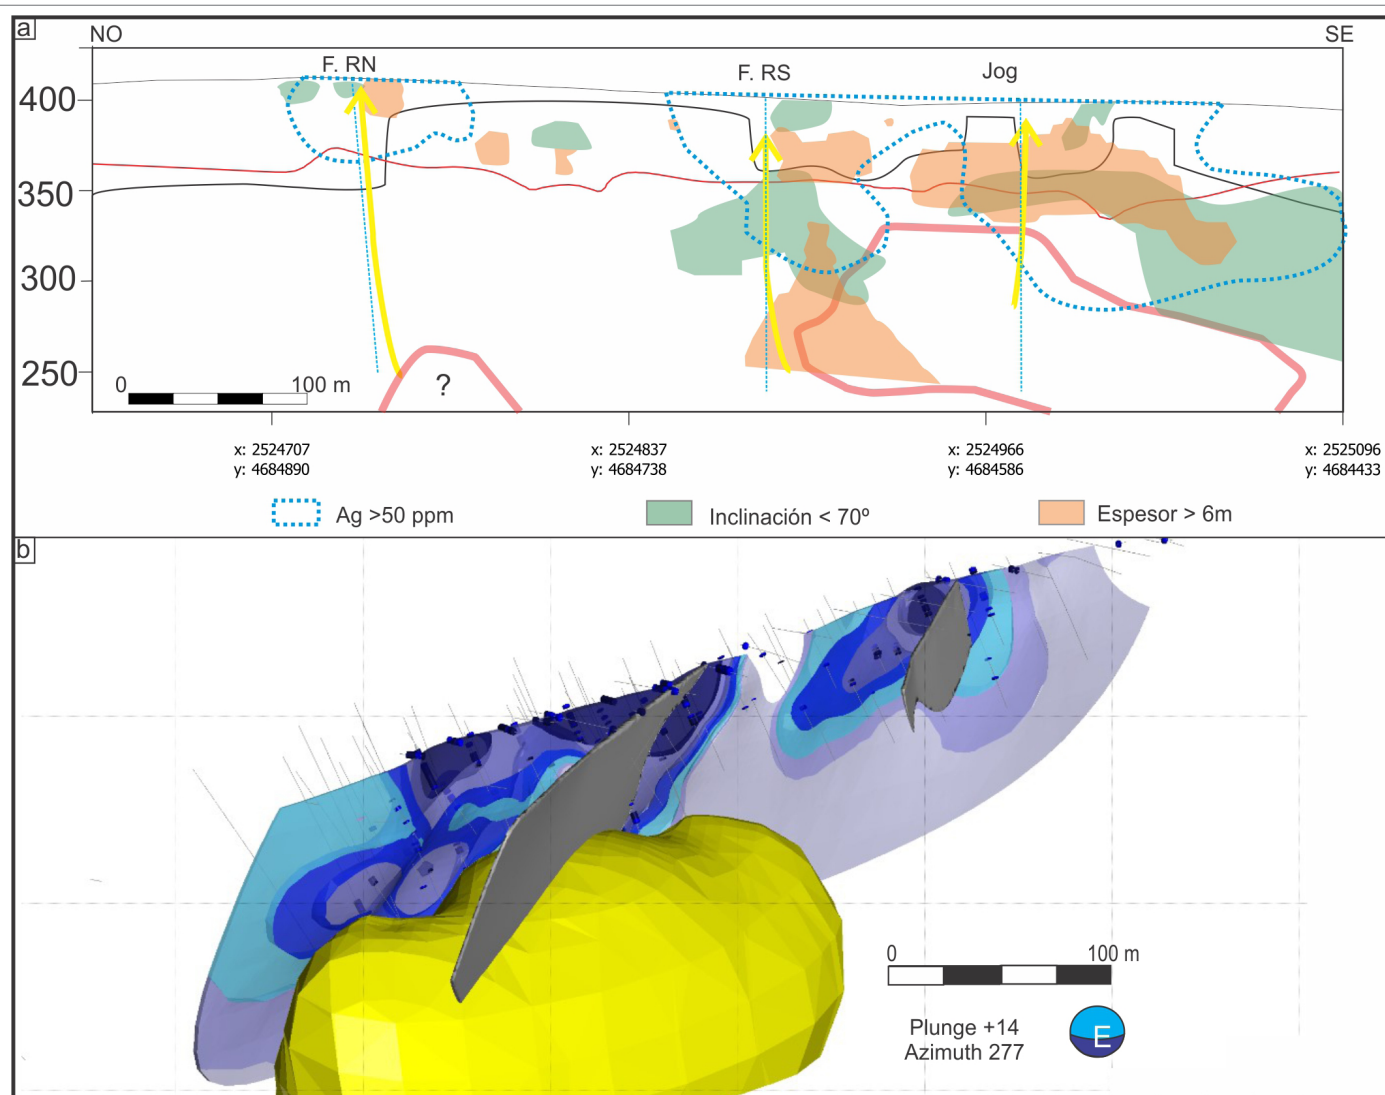 a
NO
SE
F. RN
F. RS
Jog
400
350
300
250
0
100 m
?
x: 2524707
y: 4684890
x: 2524837
y: 4684738
x: 2524966
y: 4684586
x: 2525096
y: 4684433
Ag >50 ppm
Inclinación < 70º
Espesor > 6m
b
0
100 m
Plunge +14
Azimuth 277
E